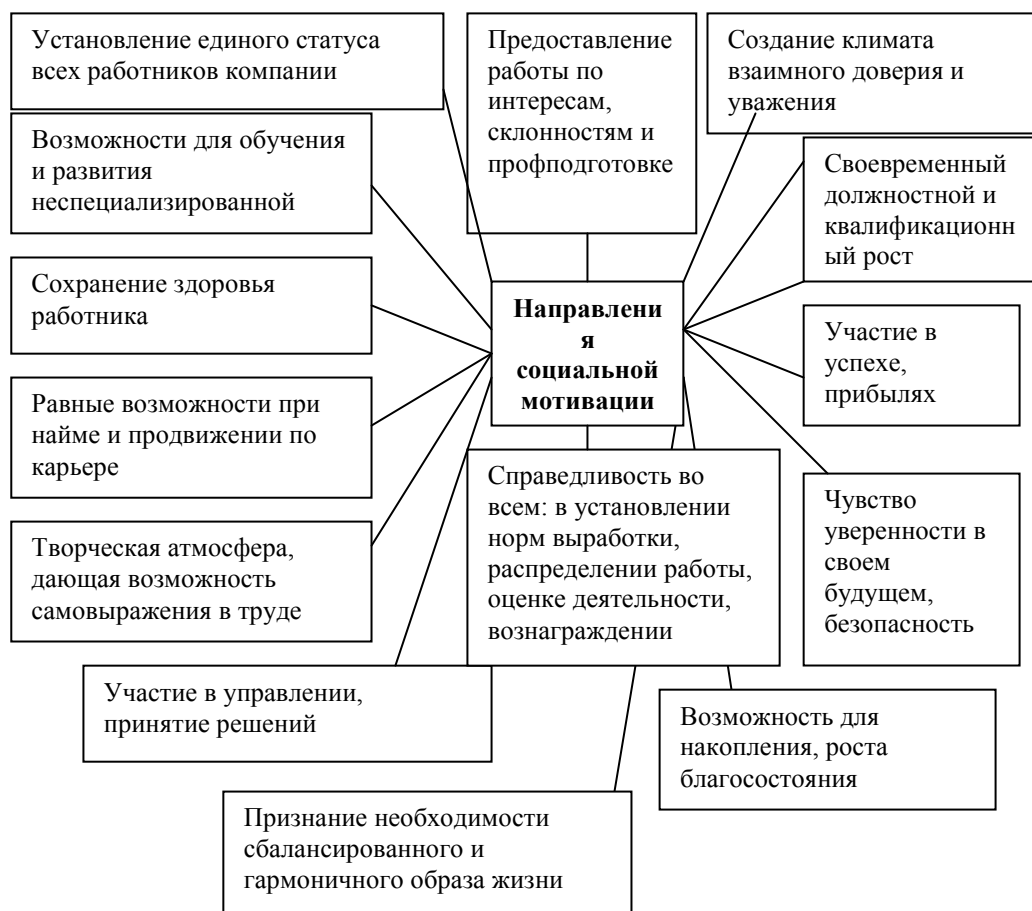 Установление единого статуса
всех работников компании
Предоставление
работы по
интересам,
склонностям и
профподготовке
Создание климата
взаимного доверия и
уважения
Возможности для обучения
и развития
неспециализированной
Своевременный
должностной и
квалификационн
ый рост
Сохранение здоровья
работника
Направлени
я
социальной
мотивации
Участие в
успехе,
прибылях
Равные возможности при
найме и продвижении по
карьере
Справедливость во
всем: в установлении
норм выработки,
распределении работы,
оценке деятельности,
вознаграждении
Чувство
уверенности в
своем
будущем,
безопасность
Творческая атмосфера,
дающая возможность
самовыражения в труде
Участие в управлении,
принятие решений
Возможность для
накопления, роста
благосостояния
Признание необходимости
сбалансированного и
гармоничного образа жизни